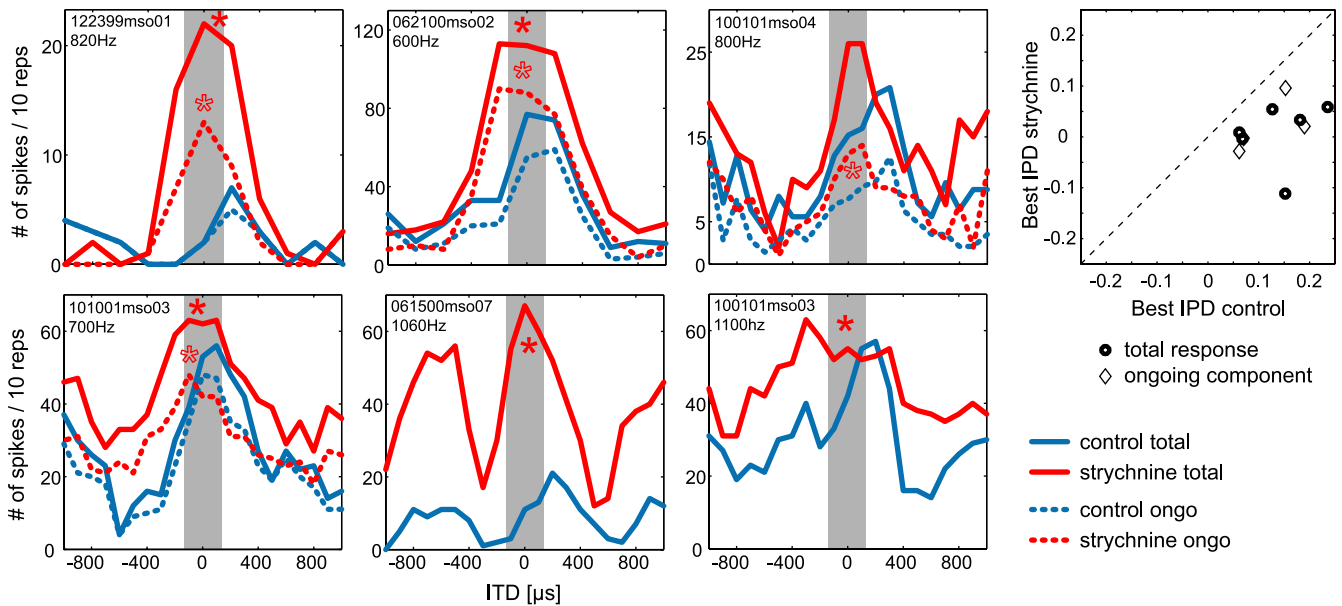 122399mso01
820Hz
20
10
0
# of spikes / 10 reps
*
*
062100mso02
600Hz
120
80
40
0
*
*
100101mso04
800Hz
25
15
5
0
*
0.2
0.1
0
-0.1
-0.2
Best IPD strychnine
-0.2 -0.1 0 0.1 0.2
Best IPD control
total response
ongoing component
control total
strychnine total
control ongo
strychnine ongo
101001mso03
700Hz
60
40
20
0
# of spikes / 10 reps
*
*
-800 -400 0 400 800
061500mso07
1060Hz
60
40
20
0
*
-800 -400 0 400 800
ITD [µs]
100101mso03
1100hz
60
40
20
0
*
-800 -400 0 400 800